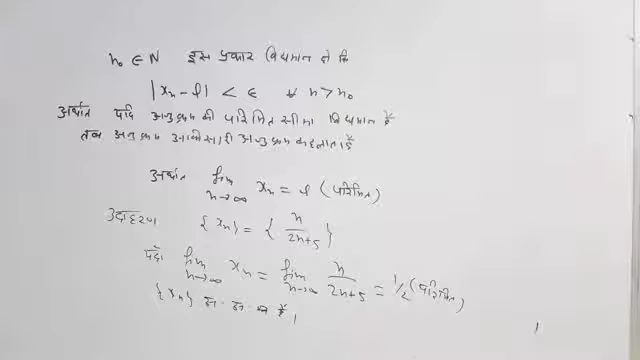 n₀ ∈ N इस प्रकार विद्यमान हो कि
|xₙ - l| < ε ∀ n > n₀
अर्थात यदि अनुक्रम की परिमित सीमा विद्यमान है
तब अनुक्रम अभिसारी अनुक्रम कहलाता है
अर्थात lim n→∞ xₙ = l (परिमित)
उदाहरण {xₙ} = {n/2n+5}
यहाँ lim n→∞ xₙ = lim n→∞ n/2n+5 = 1/2 (परिमित)
{xₙ} है।